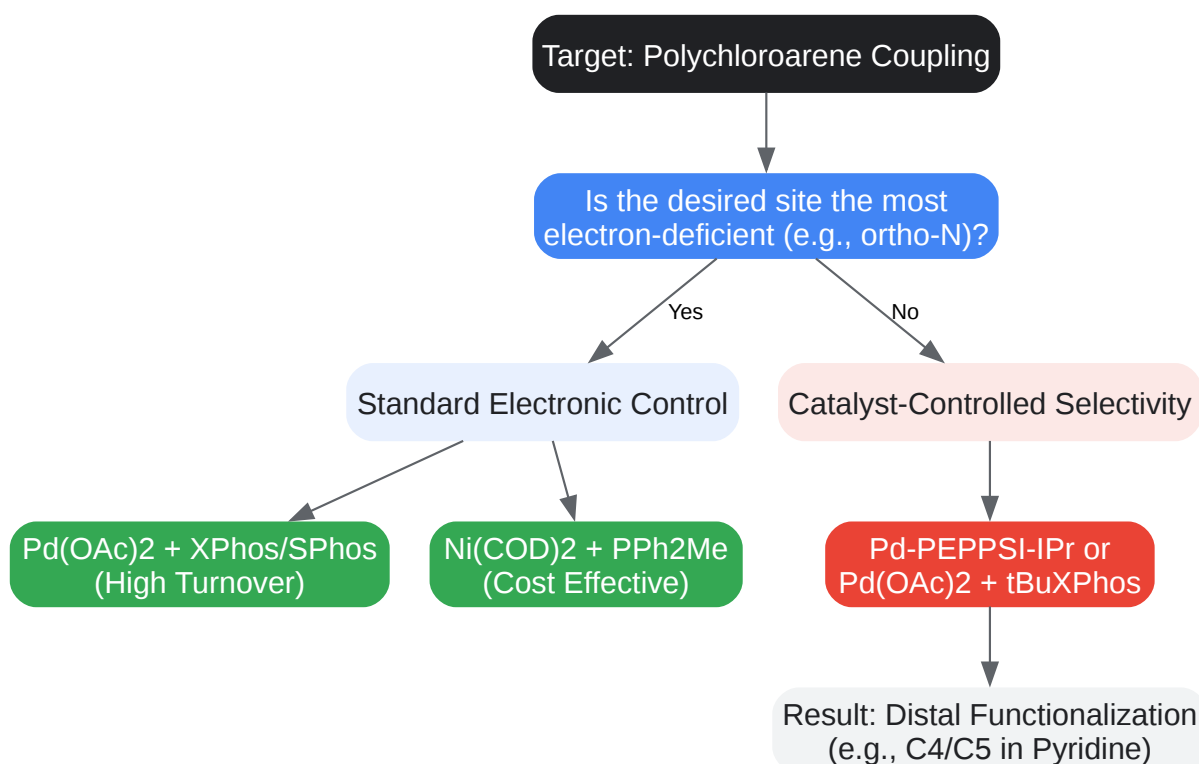 Target: Polychloroarene Coupling
Is the desired site the most
electron-deficient (e.g., ortho-N)?
Yes
No
Standard Electronic Control
Catalyst-Controlled Selectivity
Pd(OAc)2 + XPhos/SPhos
(High Turnover)
Ni(COD)2 + PPh2Me
(Cost Effective)
Pd-PEPPSI-IPr or
Pd(OAc)2 + tBuXPhos
Result: Distal Functionalization
(e.g., C4/C5 in Pyridine)